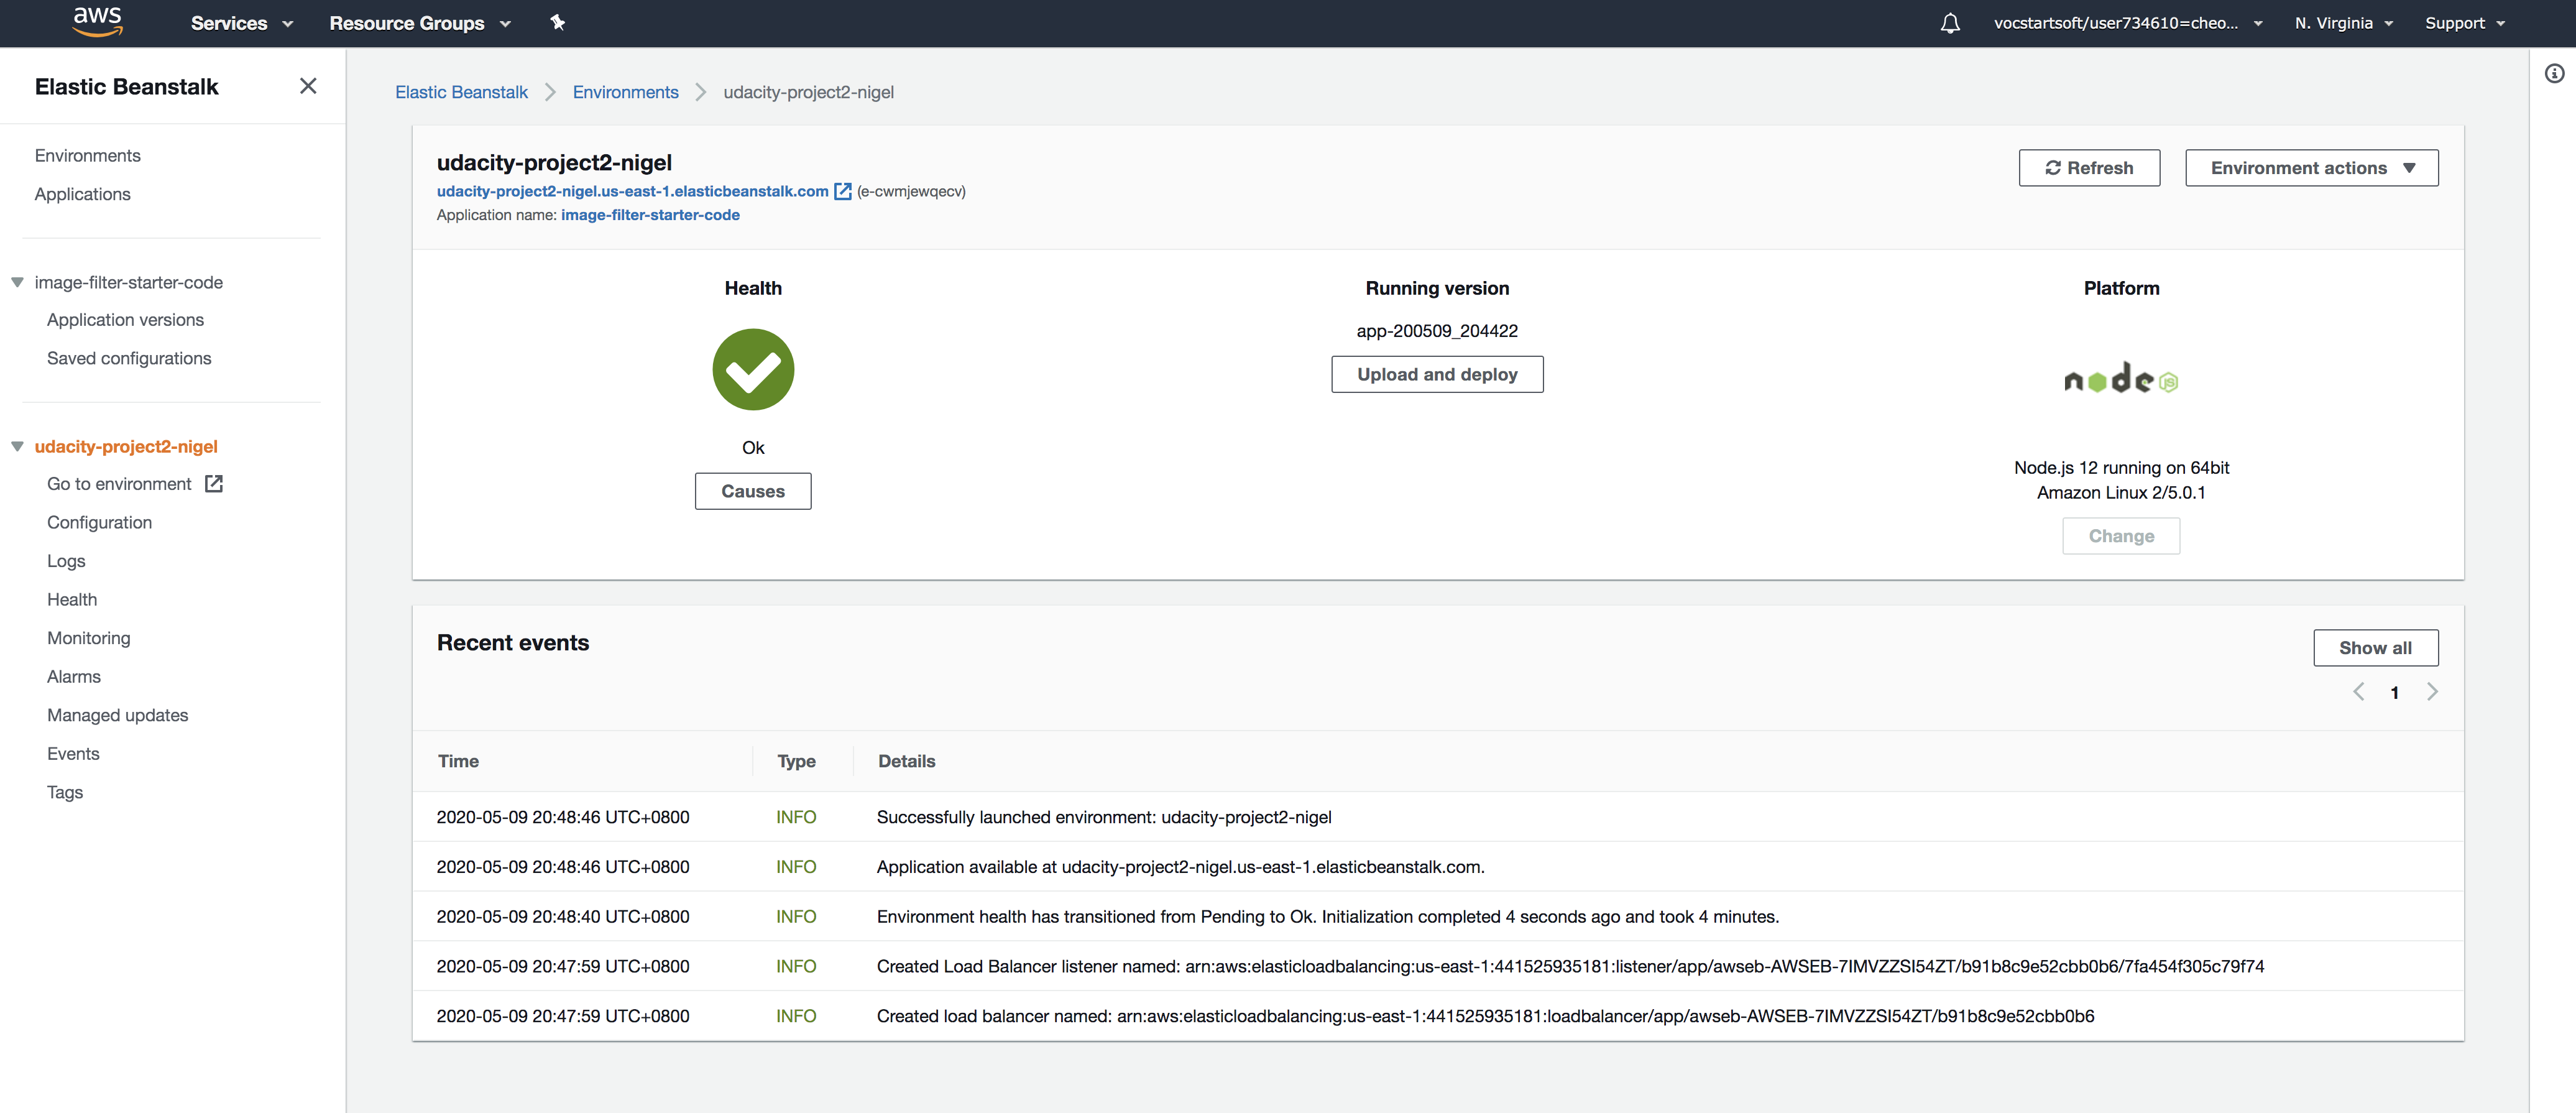 aws
Services
Resource Groups
vocstartsoft/user734610=cheo...
N. Virginia
Support
Elastic Beanstalk
Environments
Applications
image-filter-starter-code
Application versions
Saved configurations
udacity-project2-nigel
Go to environment
Configuration
Logs
Health
Monitoring
Alarms
Managed updates
Events
Tags
Elastic Beanstalk > Environments > udacity-project2-nigel
udacity-project2-nigel
udacity-project2-nigel.us-east-1.elasticbeanstalk.com (e-cwmjewqecv)
Application name: image-filter-starter-code
Refresh
Environment actions
Health
Ok
Causes
Running version
app-200509_204422
Upload and deploy
Platform
node JS
Node.js 12 running on 64bit
Amazon Linux 2/5.0.1
Change
Recent events
Show all
1
Time Type Details
2020-05-09 20:48:46 UTC+0800 INFO Successfully launched environment: udacity-project2-nigel
2020-05-09 20:48:46 UTC+0800 INFO Application available at udacity-project2-nigel.us-east-1.elasticbeanstalk.com.
2020-05-09 20:48:40 UTC+0800 INFO Environment health has transitioned from Pending to Ok. Initialization completed 4 seconds ago and took 4 minutes.
2020-05-09 20:47:59 UTC+0800 INFO Created Load Balancer listener named: arn:aws:elasticloadbalancing:us-east-1:441525935181:listener/app/awseb-AWSEB-7IMVZZSI54ZT/b91b8c9e52cbb0b6/7fa454f305c79f74
2020-05-09 20:47:59 UTC+0800 INFO Created load balancer named: arn:aws:elasticloadbalancing:us-east-1:441525935181:loadbalancer/app/awseb-AWSEB-7IMVZZSI54ZT/b91b8c9e52cbb0b6